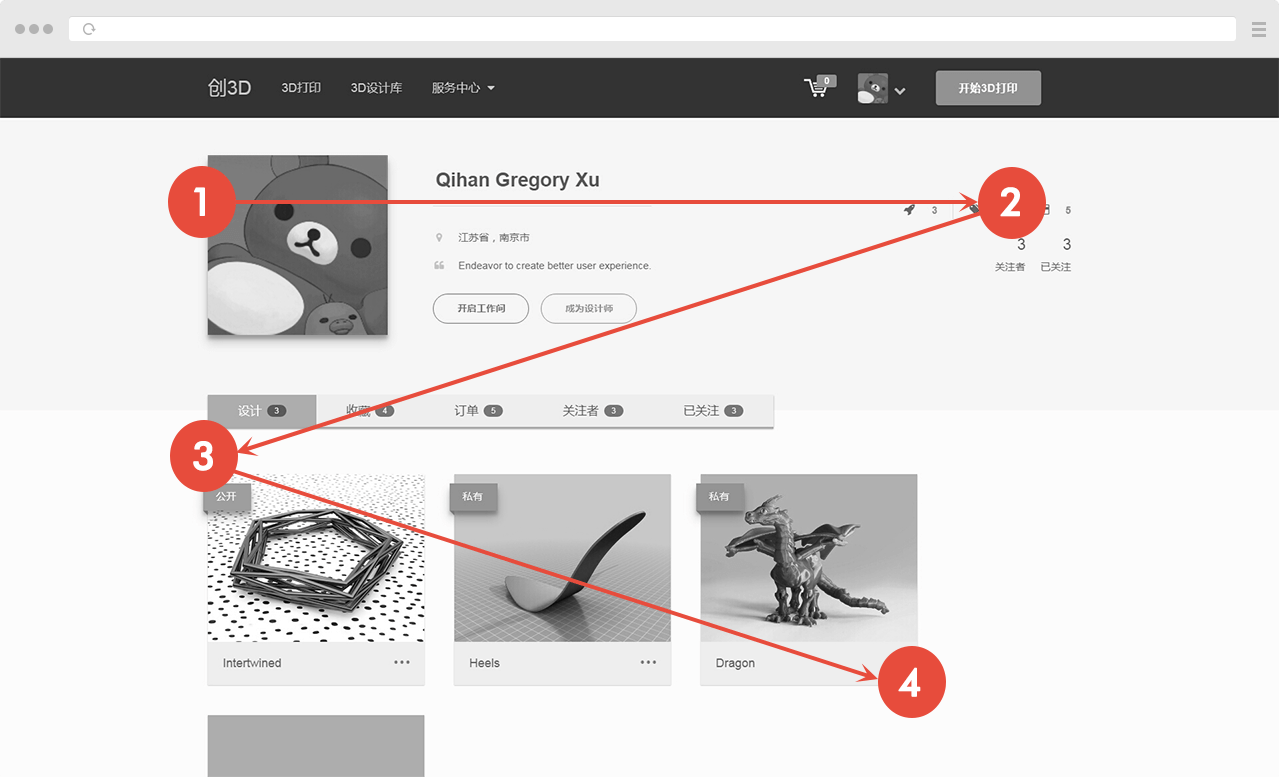 创3D 3D打印 3D设计库 服务中心 0 开始3D打印
Qihan Gregory Xu
1 2
3 5
江苏省，南京市
3 3
Endeavor to create better user experience.
关注者 已关注
开启工作间 成为设计师
设计 3 收藏 4 订单 5 关注者 3 已关注 3
3
公开 私有 私有
Intertwined Heels Dragon
4